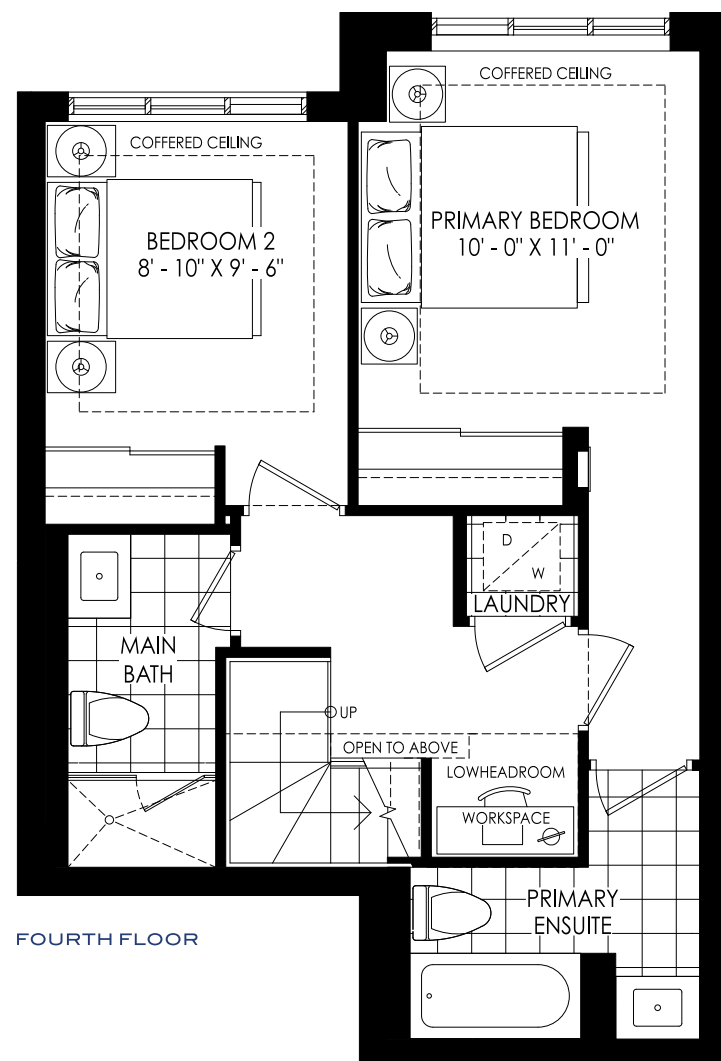 COFFERED CEILING
COFFERED CEILING
PRIMARY BEDROOM
10' - 0" X 11' - 0"
BEDROOM 2
8' - 10" X 9' - 6"
D
W
LAUNDRY
MAIN
BATH
UP
OPEN TO ABOVE
LOWHEADROOM
WORKSPACE
PRIMARY
ENSUITE
FOURTH FLOOR